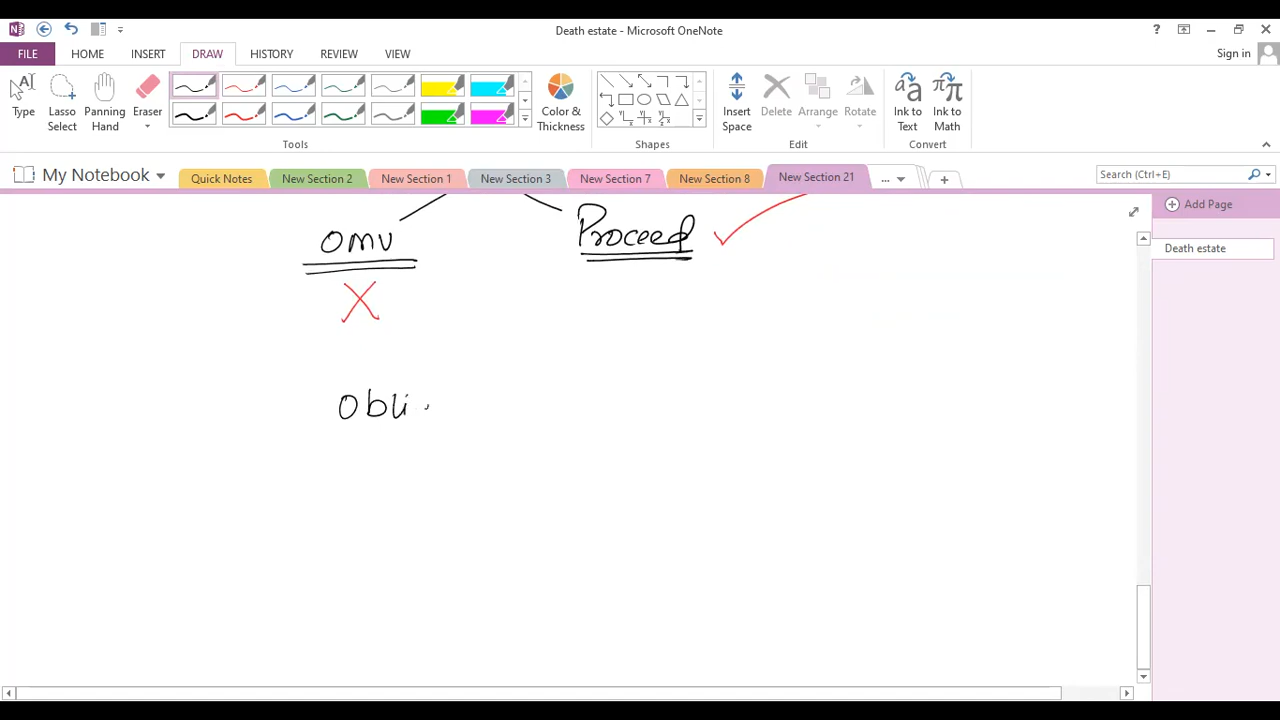 Death estate - Microsoft OneNote
?
FILE HOME INSERT DRAW HISTORY REVIEW VIEW
Sign in
Type
Lasso Select
Panning Hand
Eraser
Color & Thickness
Insert Space
Delete
Arrange
Rotate
Ink to Text
Ink to Math
Tools
Shapes
Edit
Convert
My Notebook
Quick Notes
New Section 2
New Section 1
New Section 3
New Section 7
New Section 8
New Section 21
...
Search (Ctrl+E)
Add Page
Death estate
OMV
Proceed
Obli